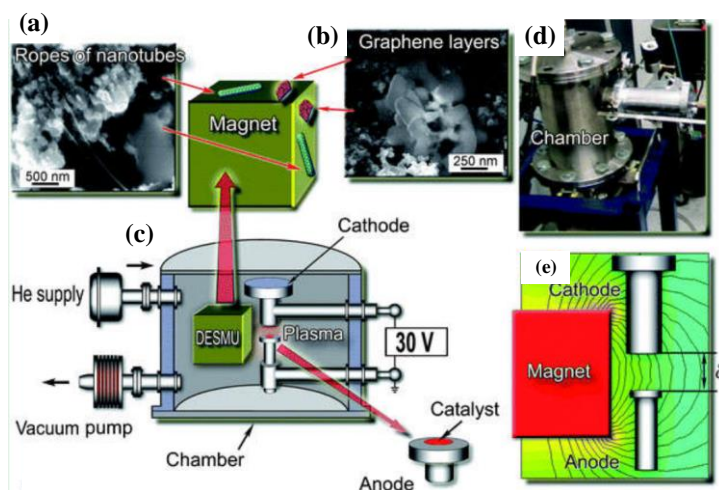 (a)
Ropes of nanotubes
500 nm
Magnet
(b)
Graphene layers
250 nm
(d)
Chamber
(c)
Cathode
He supply
DESMU
Plasma
30 V
Vacuum pump
Chamber
Catalyst
Anode
(e)
Cathode
Magnet
Anode